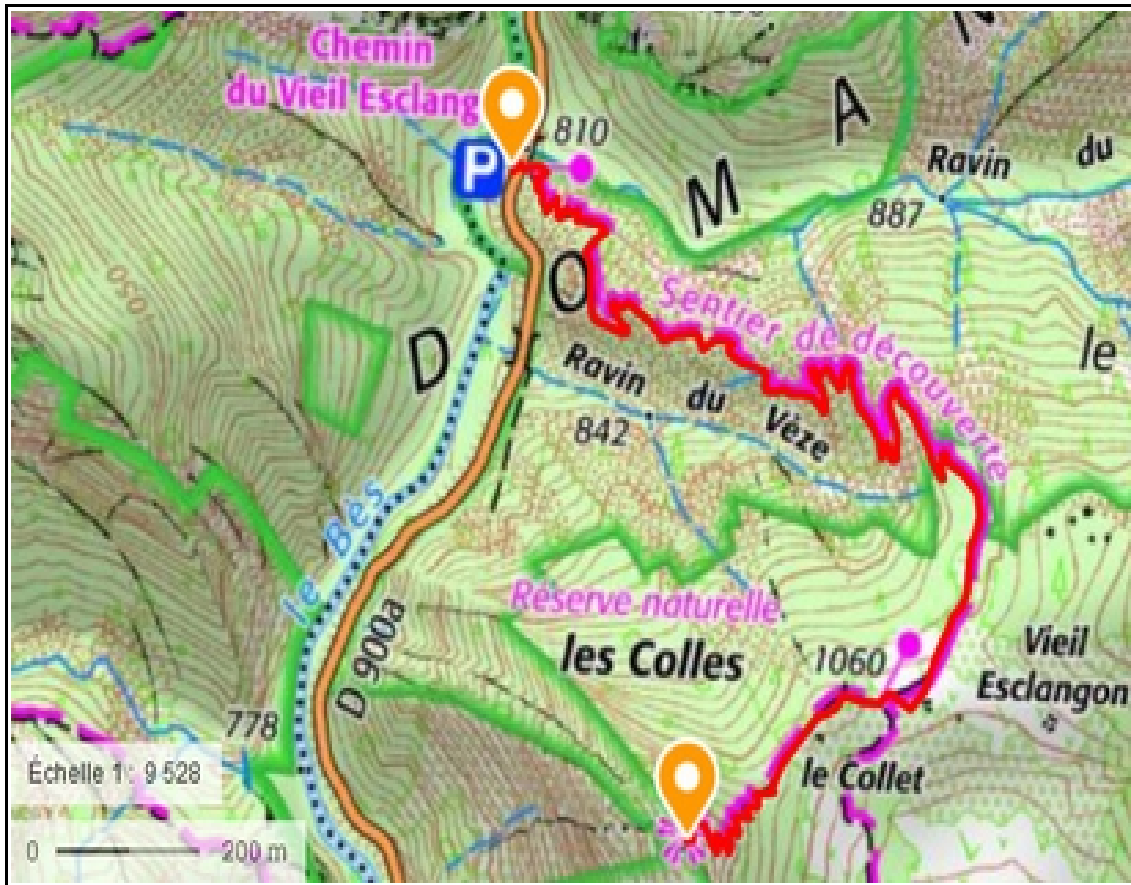 Chemin
du Vieil Esclang
P
810
A
M
O
D
Ravin du
887
le
Sentier de découverte
Ravin du Vèze
842
le Bès
D 900a
Réserve naturelle
les Colles
1060
Vieil
Esclangon
le Collet
778
Échelle 1 : 9 528
0 200 m